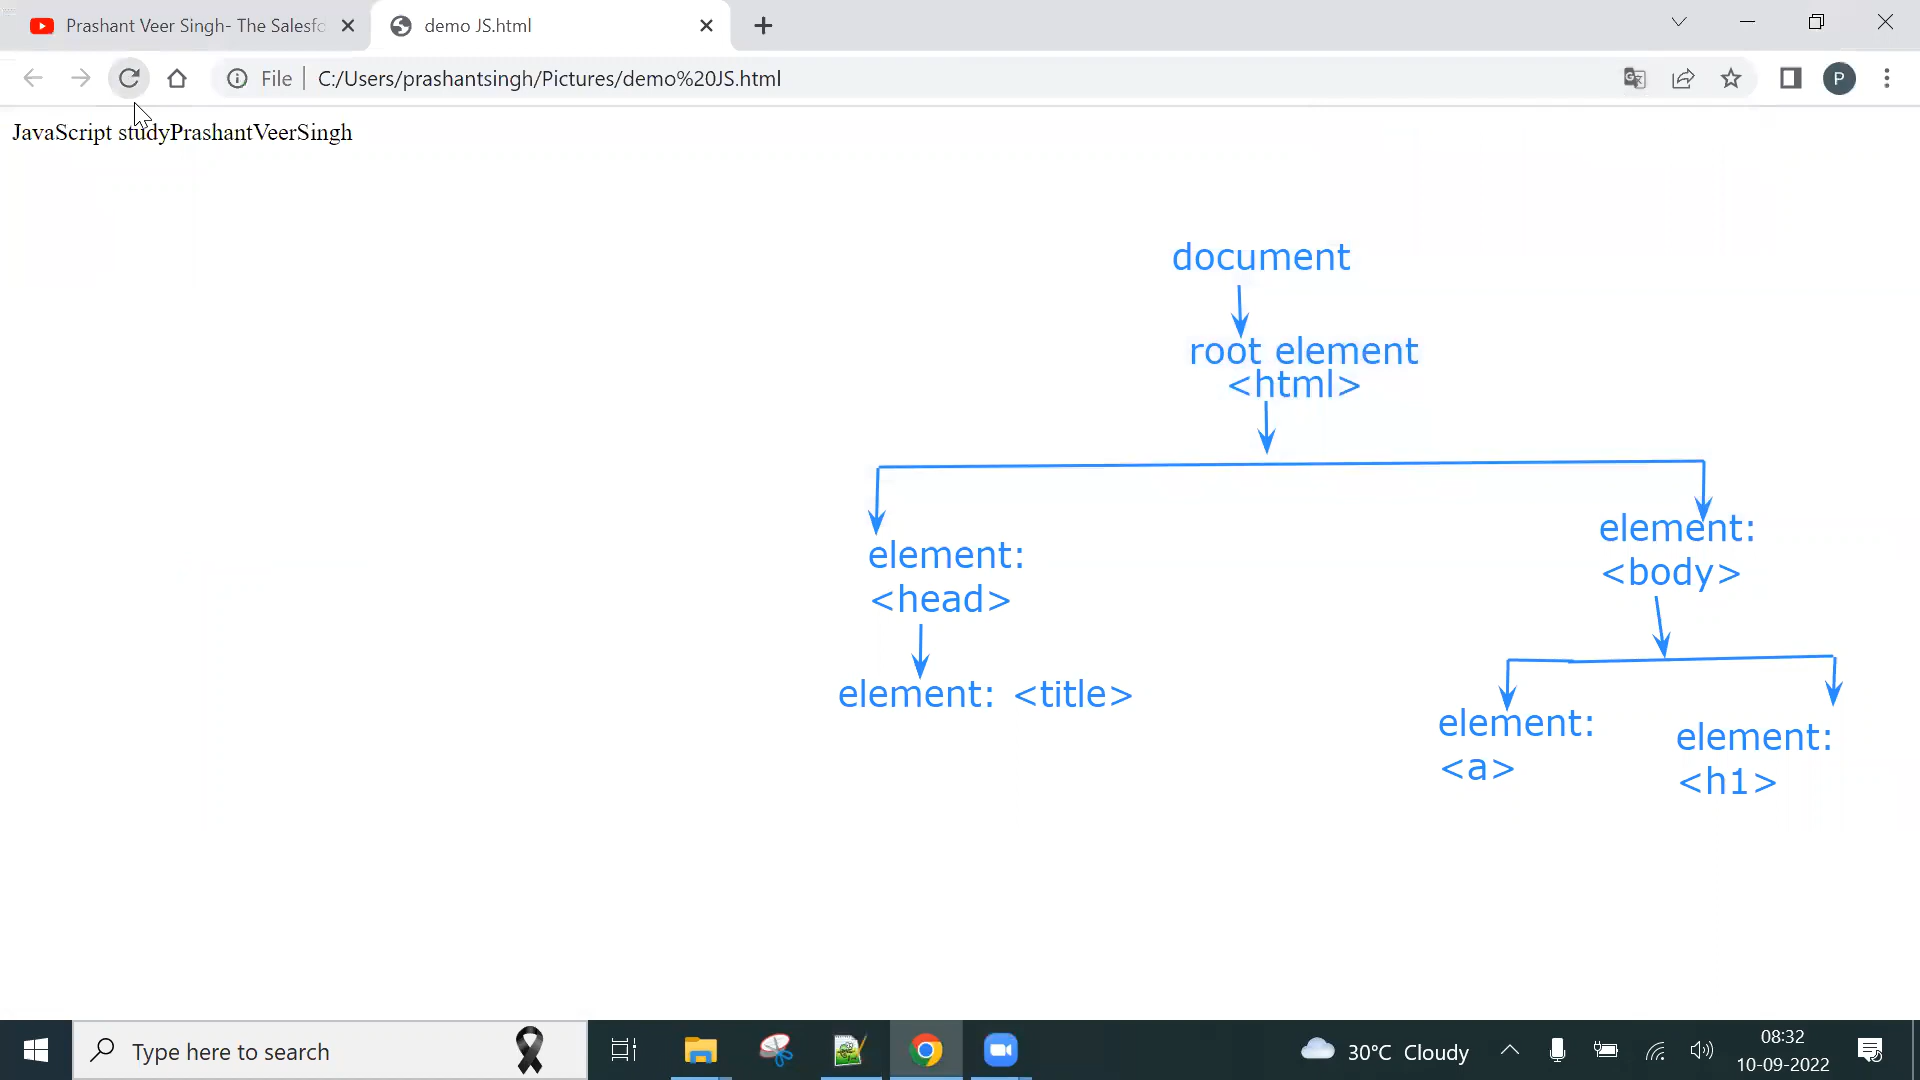 Prashant Veer Singh- The Salesfo
demo JS.html
File
C:/Users/prashantsingh/Pictures/demo%20JS.html
P
JavaScript studyPrashantVeerSingh
document
root element
<html>
element:
<head>
element: <title>
element:
<body>
element:
<a>
element:
<h1>
Type here to search
30°C Cloudy
08:32
10-09-2022